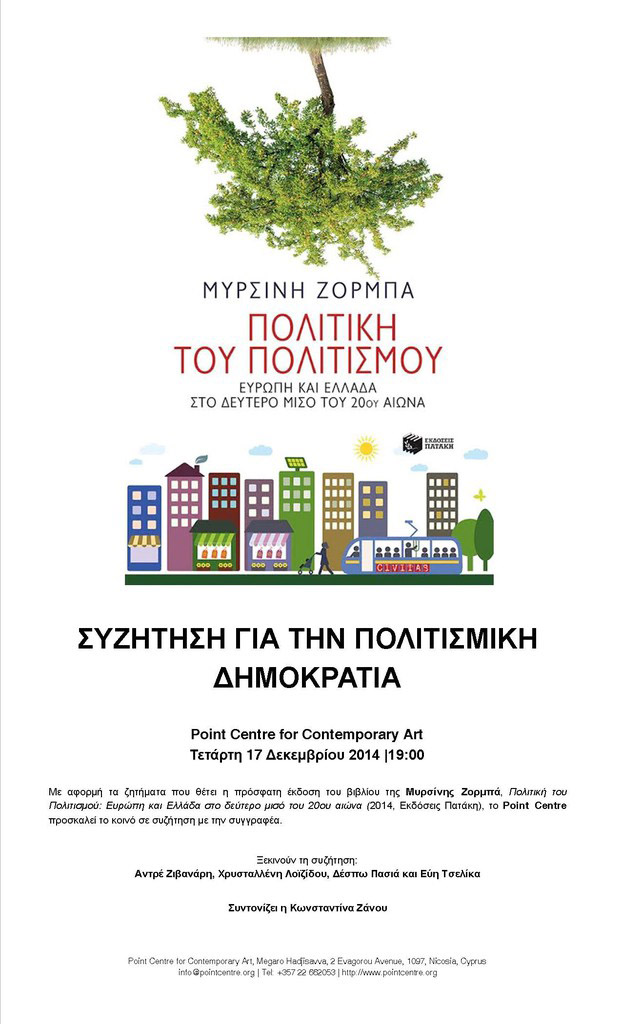 ΜΥΡΣΙΝΗ ΖΟΡΜΠΑ
ΠΟΛΙΤΙΚΗ
ΤΟΥ ΠΟΛΙΤΙΣΜΟΥ
ΕΥΡΩΠΗ ΚΑΙ ΕΛΛΑΔΑ
ΣΤΟ ΔΕΥΤΕΡΟ ΜΙΣΟ ΤΟΥ 20ΟΥ ΑΙΩΝΑ
ΕΚΔΟΣΕΙΣ
ΠΑΤΑΚΗ
CIVITAS
ΣΥΖΗΤΗΣΗ ΓΙΑ ΤΗΝ ΠΟΛΙΤΙΣΜΙΚΗ
ΔΗΜΟΚΡΑΤΙΑ
Point Centre for Contemporary Art
Τετάρτη 17 Δεκεμβρίου 2014 |19:00
Με αφορμή τα ζητήματα που θέτει η πρόσφατη έκδοση του βιβλίου της Μυρσίνης Ζορμπά, Πολιτική του
Πολιτισμού: Ευρώπη και Ελλάδα στο δεύτερο μισό του 20ου αιώνα (2014, Εκδόσεις Πατάκη), το Point Centre
προσκαλεί το κοινό σε συζήτηση με την συγγραφέα.
Ξεκινούν τη συζήτηση:
Αντρέ Ζιβανάρη, Χρυσταλλένη Λοϊζίδου, Δέσπω Πασιά και Εύη Τσελίκα
Συντονίζει η Κωνσταντίνα Ζάνου
Point Centre for Contemporary Art, Megaro Hadjisavva, 2 Evagorou Avenue, 1097, Nicosia, Cyprus
info@pointcentre.org | Tel: +357 22 662053 | http://www.pointcentre.org